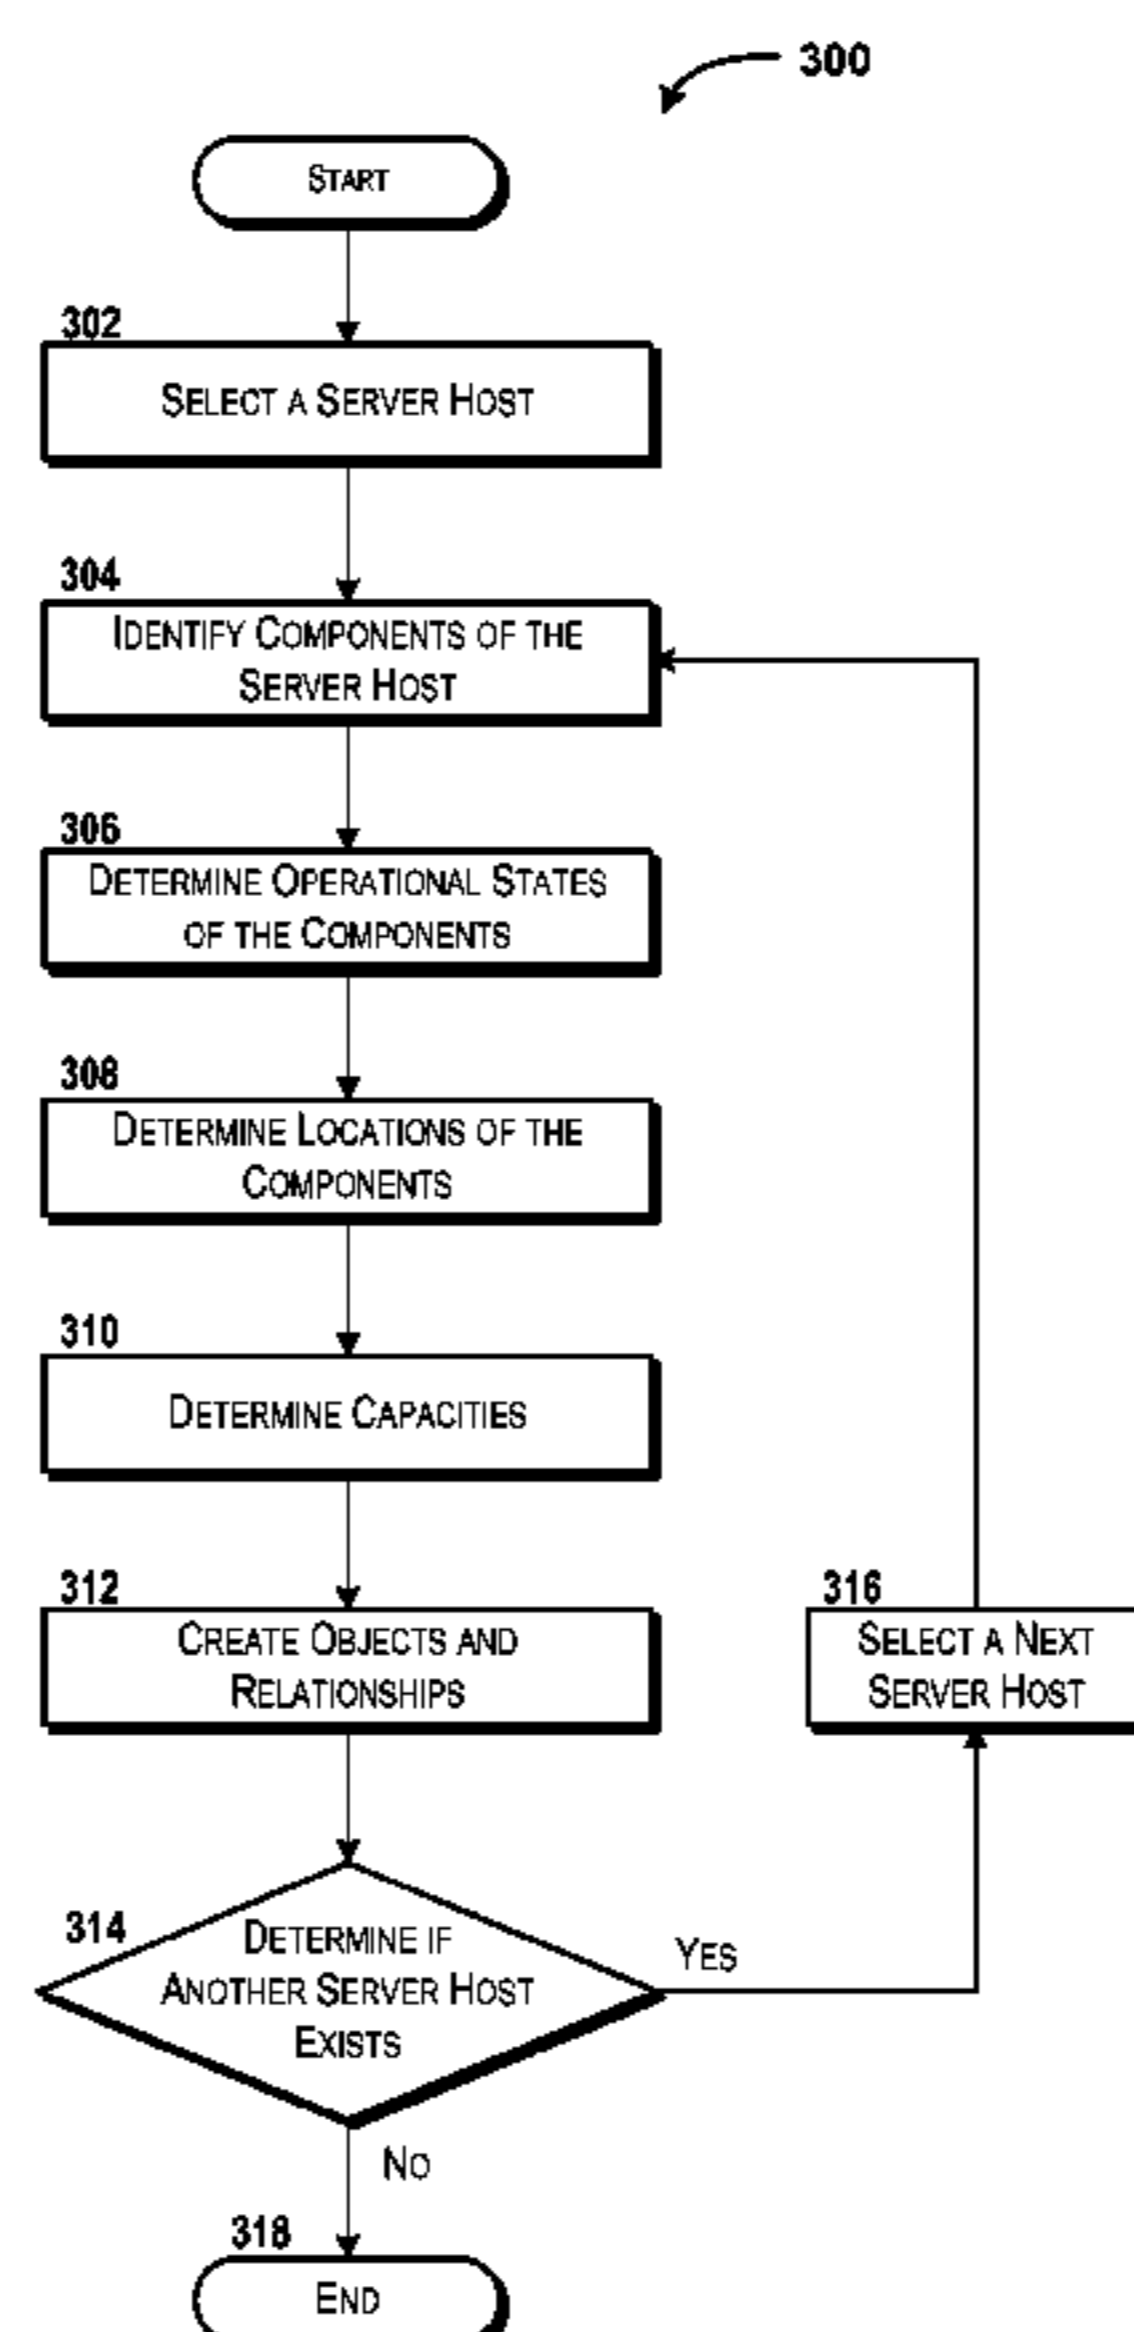 300
START
302
SELECT A SERVER HOST
304
IDENTIFY COMPONENTS OF THE
SERVER HOST
306
DETERMINE OPERATIONAL STATES
OF THE COMPONENTS
308
DETERMINE LOCATIONS OF THE
COMPONENTS
310
DETERMINE CAPACITIES
312
CREATE OBJECTS AND
RELATIONSHIPS
316
SELECT A NEXT
SERVER HOST
314
DETERMINE IF
ANOTHER SERVER HOST
EXISTS
YES
NO
318
END